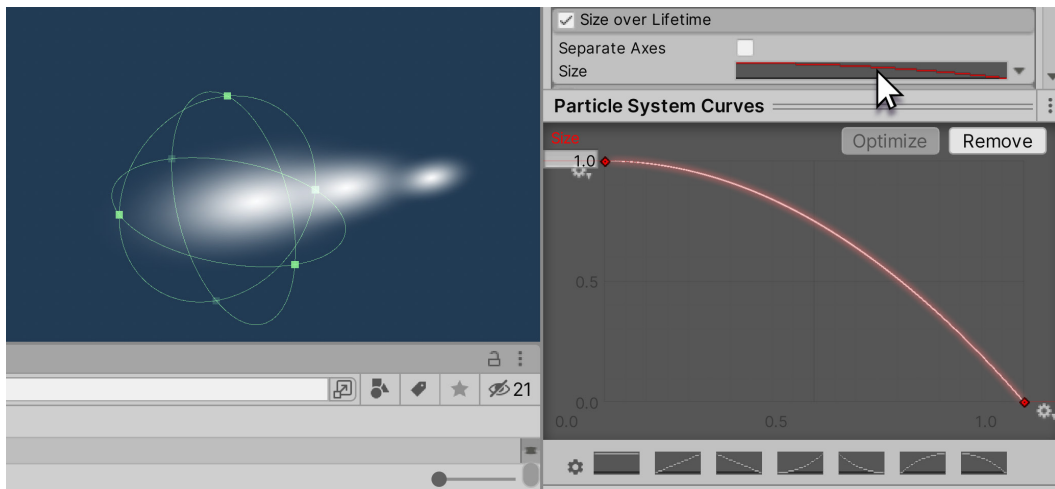 Size over Lifetime
Separate Axes
Size
Particle System Curves
Size
Optimize
Remove
1.0
0.5
0.0
0.0
0.5
1.0
21